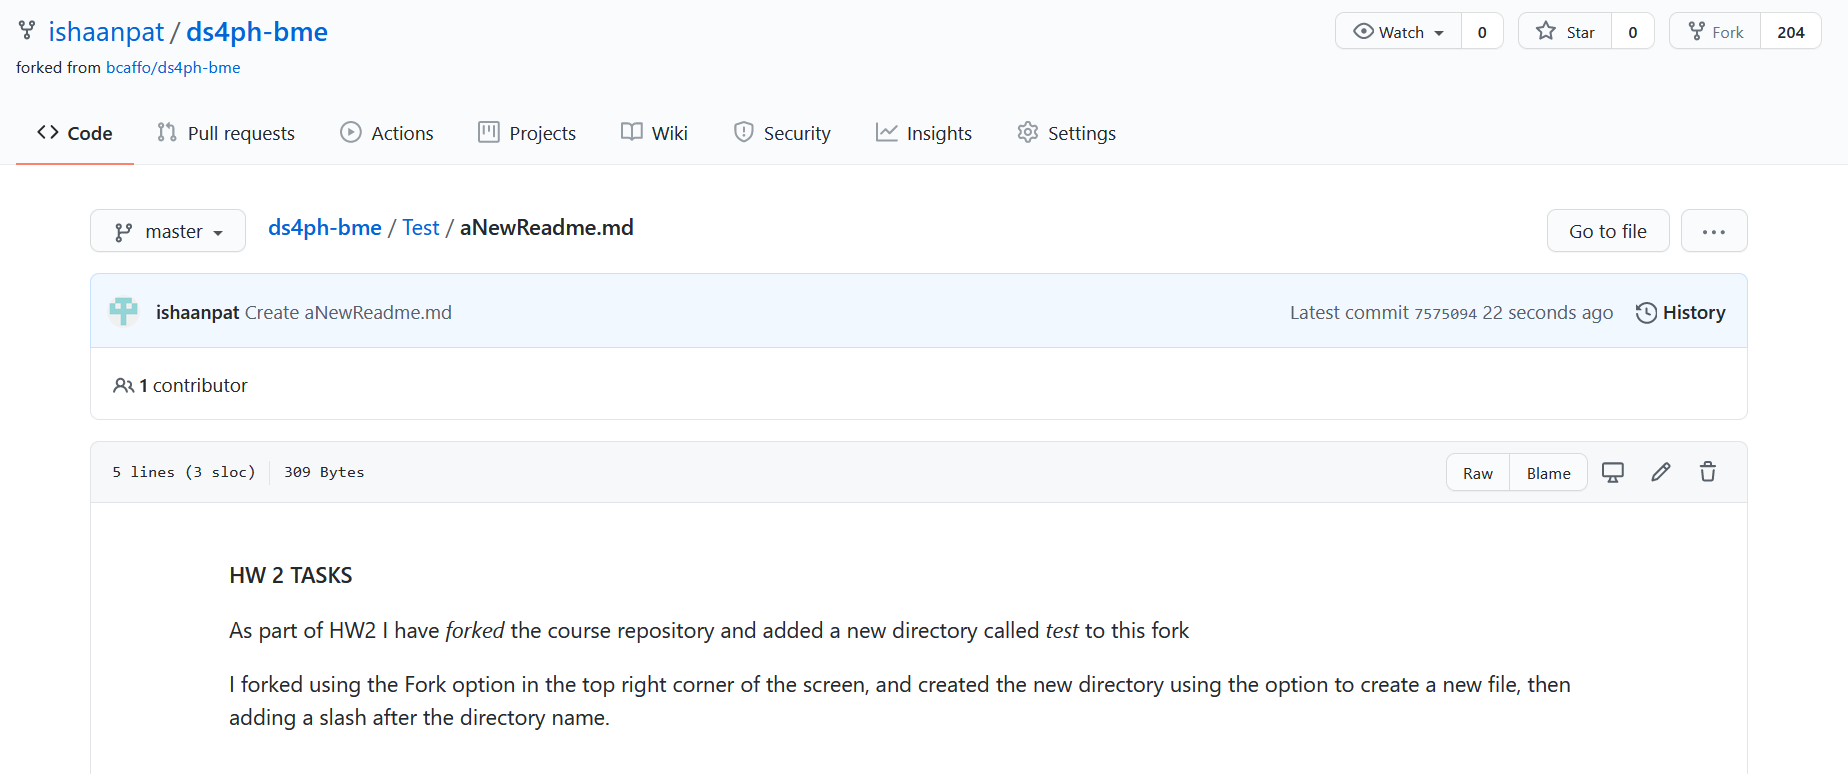 ishaanpat / ds4ph-bme
Watch 0 Star 0 Fork 204
forked from bcaffo/ds4ph-bme
Code Pull requests Actions Projects Wiki Security Insights Settings
master ds4ph-bme / Test / aNewReadme.md Go to file ...
ishaanpat Create aNewReadme.md Latest commit 7575094 22 seconds ago History
1 contributor
5 lines (3 sloc) 309 Bytes Raw Blame
HW 2 TASKS
As part of HW2 I have forked the course repository and added a new directory called test to this fork
I forked using the Fork option in the top right corner of the screen, and created the new directory using the option to create a new file, then
adding a slash after the directory name.